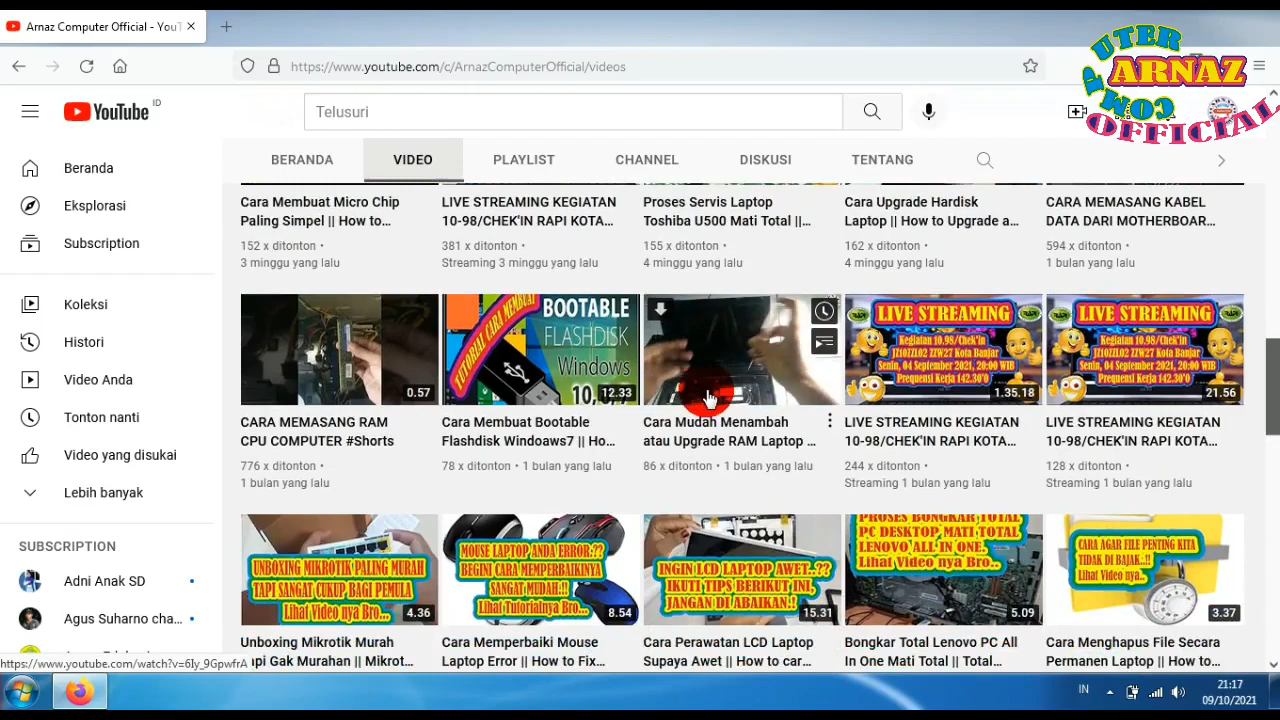 Arnaz Computer Official - YouT
https://www.youtube.com/c/ArnazComputerOfficial/videos
COMPUTER
ARNAZ
OFFICIAL
YouTube ID
Telusuri
BERANDA VIDEO PLAYLIST CHANNEL DISKUSI TENTANG
Beranda
Eksplorasi
Subscription
Koleksi
Histori
Video Anda
Tonton nanti
Video yang disukai
Lebih banyak
SUBSCRIPTION
Adni Anak SD
Agus Suharno cha...
Cara Membuat Micro Chip
Paling Simpel || How to...
152 x ditonton •
3 minggu yang lalu
LIVE STREAMING KEGIATAN
10-98/CHEK'IN RAPI KOTA...
381 x ditonton •
Streaming 3 minggu yang lalu
Proses Servis Laptop
Toshiba U500 Mati Total ||...
155 x ditonton •
4 minggu yang lalu
Cara Upgrade Hardisk
Laptop || How to Upgrade a...
162 x ditonton •
4 minggu yang lalu
CARA MEMASANG KABEL
DATA DARI MOTHERBOAR...
594 x ditonton •
1 bulan yang lalu
0.57
CARA MEMASANG RAM
CPU COMPUTER #Shorts
776 x ditonton •
1 bulan yang lalu
TUTORIAL CARA MEMBUAT
BOOTABLE
FLASHDISK
Windows
10,
12.33
Cara Membuat Bootable
Flashdisk Windoaws7 || Ho...
78 x ditonton • 1 bulan yang lalu
Cara Mudah Menambah
atau Upgrade RAM Laptop ...
86 x ditonton • 1 bulan yang lalu
LIVE STREAMING
Kegiatan 10.98/Chek'in
JZ10ZZL02 ZZW27 Kota Banjar
Senin, 04 September 2021, 20:00 WIB
Prequensi Kerja 142.30'0
1.35.18
LIVE STREAMING KEGIATAN
10-98/CHEK'IN RAPI KOTA...
244 x ditonton •
Streaming 1 bulan yang lalu
LIVE STREAMING
Kegiatan 10.98/Chek'in
JZ10ZZL02 ZZW27 Kota Banjar
Senin, 04 September 2021, 20:00 WIB
Prequensi Kerja 142.30'0
21.56
LIVE STREAMING KEGIATAN
10-98/CHEK'IN RAPI KOTA...
128 x ditonton •
Streaming 1 bulan yang lalu
UNBOXING MIKROTIK PALING MURAH
TAPI SANGAT CUKUP BAGI PEMULA
Lihat Video nya Bro...
4.36
Unboxing Mikrotik Murah
api Gak Murahan || Mikrot...
MOUSE LAPTOP ANDA ERROR.??
BEGINI CARA MEMPERBAIKINYA
SANGAT MUDAH.!!
Lihat Tutorialnya Bro...
8.54
Cara Memperbaiki Mouse
Laptop Error || How to Fix...
INGIN LCD LAPTOP AWET..??
IKUTI TIPS BERIKUT INI,
JANGAN DI ABAIKAN.!!
15.31
Cara Perawatan LCD Laptop
Supaya Awet || How to car...
PROSES BONGKAR TOTAL
PC DESKTOP MATI TOTAL
LENOVO ALL IN ONE.
Lihat Video nya Bro..
5.09
Bongkar Total Lenovo PC All
In One Mati Total || Total...
CARA AGAR FILE PENTING KITA
TIDAK DI BAJAK..!!
Lihat Video nya..
3.37
Cara Menghapus File Secara
Permanen Laptop || How to...
https://www.youtube.com/watch?v=6Iy_9GpwfrA
IN
21:17
09/10/2021